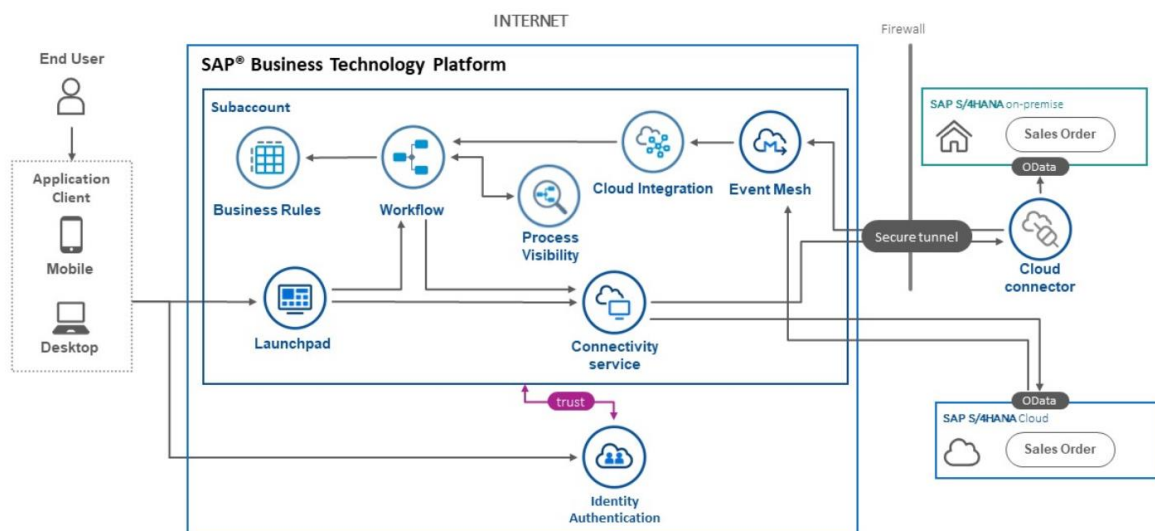 INTERNET
Firewall
End User
SAP® Business Technology Platform
Subaccount
Business Rules
Workflow
Process
Visibility
Cloud Integration
Event Mesh
Application
Client
Mobile
Desktop
Launchpad
Connectivity
service
Secure tunnel
SAP S/4HANA on-premise
Sales Order
OData
Cloud
connector
trust
Identity
Authentication
OData
SAP S/4HANA Cloud
Sales Order